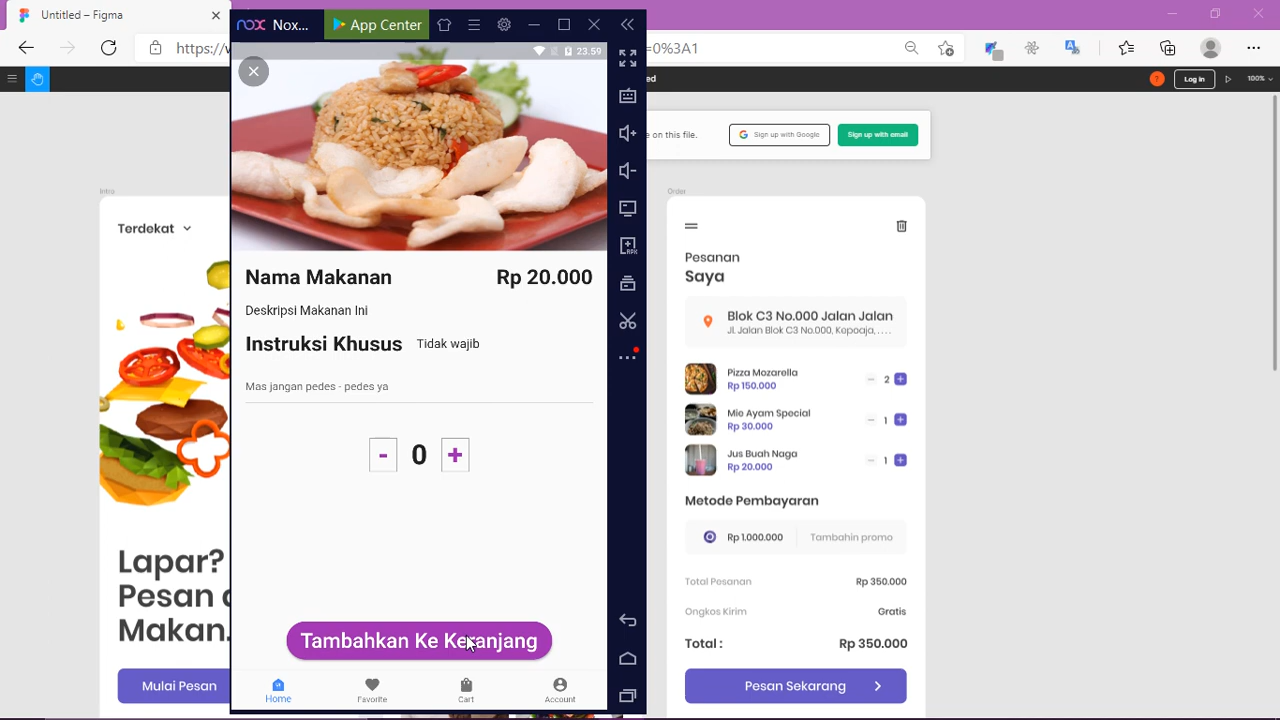 Untitled – Figma
https://w
=0%3A1
ed
Log in
100%
e on this file.
Sign up with Google
Sign up with email
nox Nox...
App Center
23.59
Nama Makanan
Rp 20.000
Deskripsi Makanan Ini
Instruksi Khusus
Tidak wajib
Mas jangan pedes - pedes ya
- 0 +
Tambahkan Ke Keranjang
Home
Favorite
Cart
Account
Intro
Terdekat
Lapar?
Pesan
Makan.
Mulai Pesan
Order
Pesanan
Saya
Blok C3 No.000 Jalan Jalan
Jl. Jalan Blok C3 No.000, Kopoaja, . . . .
Pizza Mozarella
Rp 150.000
2
Mie Ayam Special
Rp 30.000
1
Jus Buah Naga
Rp 20.000
1
Metode Pembayaran
Rp 1.000.000
Tambahin promo
Total Pesanan
Rp 350.000
Ongkos Kirim
Gratis
Total :
Rp 350.000
Pesan Sekarang